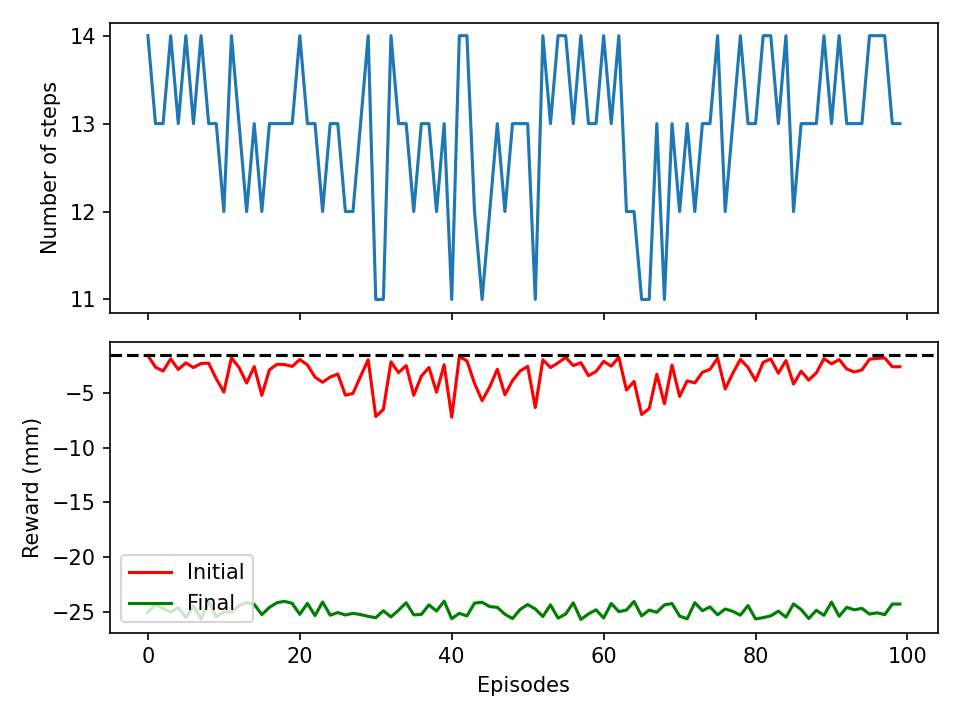 Number of steps
14
13
12
11
Reward (mm)
−5
−10
−15
−20
−25
Initial
Final
0 20 40 60 80 100
Episodes